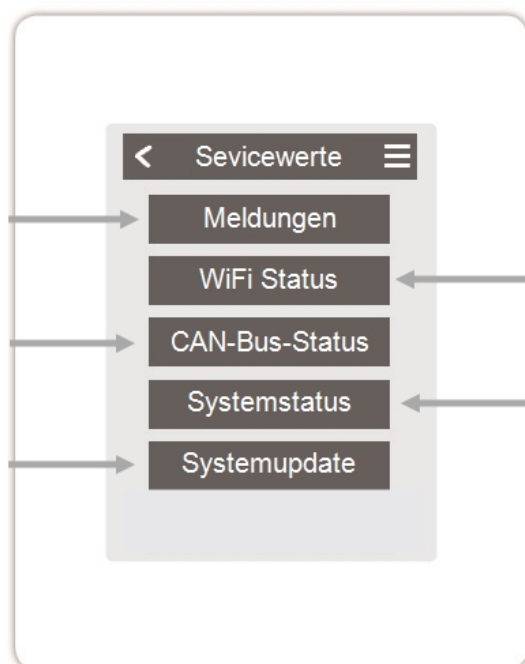 Sevicewerte
Meldungen
WiFi Status
CAN-Bus-Status
Systemstatus
Systemupdate